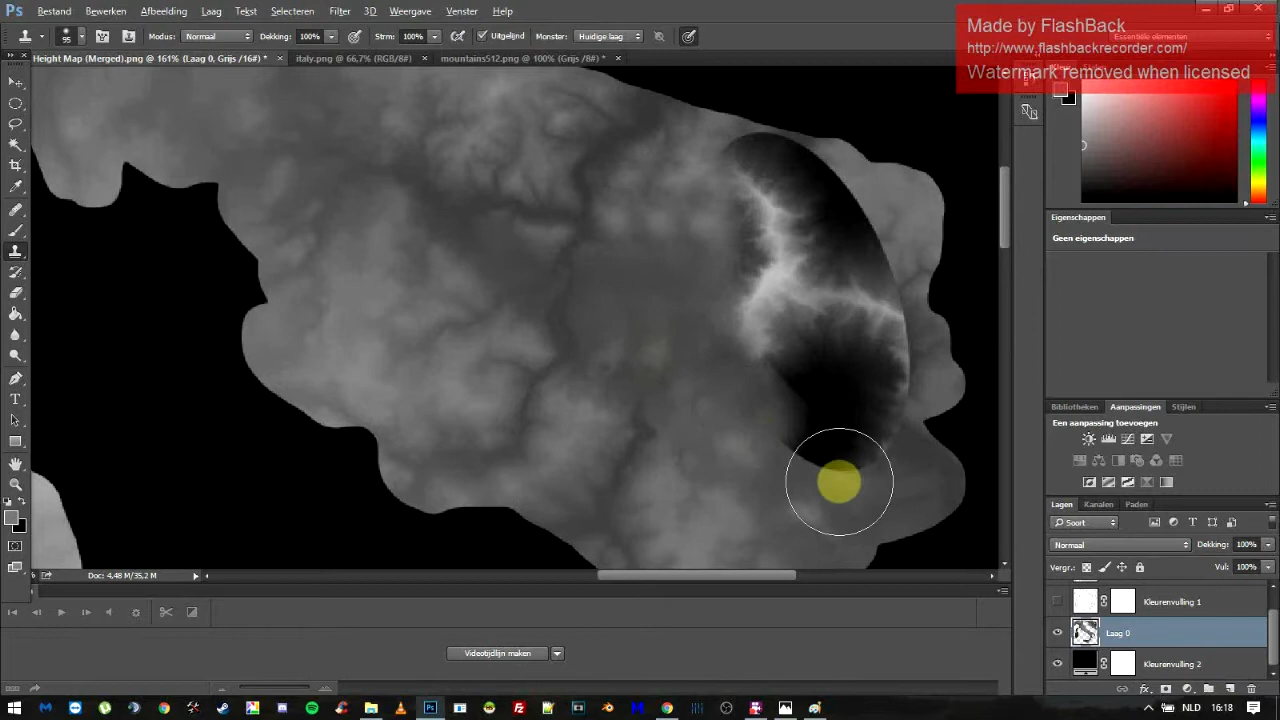 Ps Bestand Bewerken Afbeelding Laag Tekst Selecteren Filter 3D Weergave Venster Help
Made by FlashBack
http://www.flashbackrecorder.com/
Watermark removed when licensed
95 Modus: Normaal Dekking: 100% Strm: 100% Uitgelijnd Monster: Huidige laag
Essentiële elementen
Height Map (Merged).png @ 161% (Laag 0, Grijs /16#) * × italy.png @ 66,7% (RGB/8#) × mountains512.png @ 100% (Grijs /8#) * ×
Eigenschappen
Geen eigenschappen
Bibliotheken Aanpassingen Stijlen
Een aanpassing toevoegen
Lagen Kanalen Paden
Soort
Normaal Dekking: 100%
Vergr.: Vul: 100%
Kleurenvulling 1
Laag 0
Kleurenvulling 2
% Doc: 4,48 M/35,2 M
Videotijdlijn maken
NLD 16:18